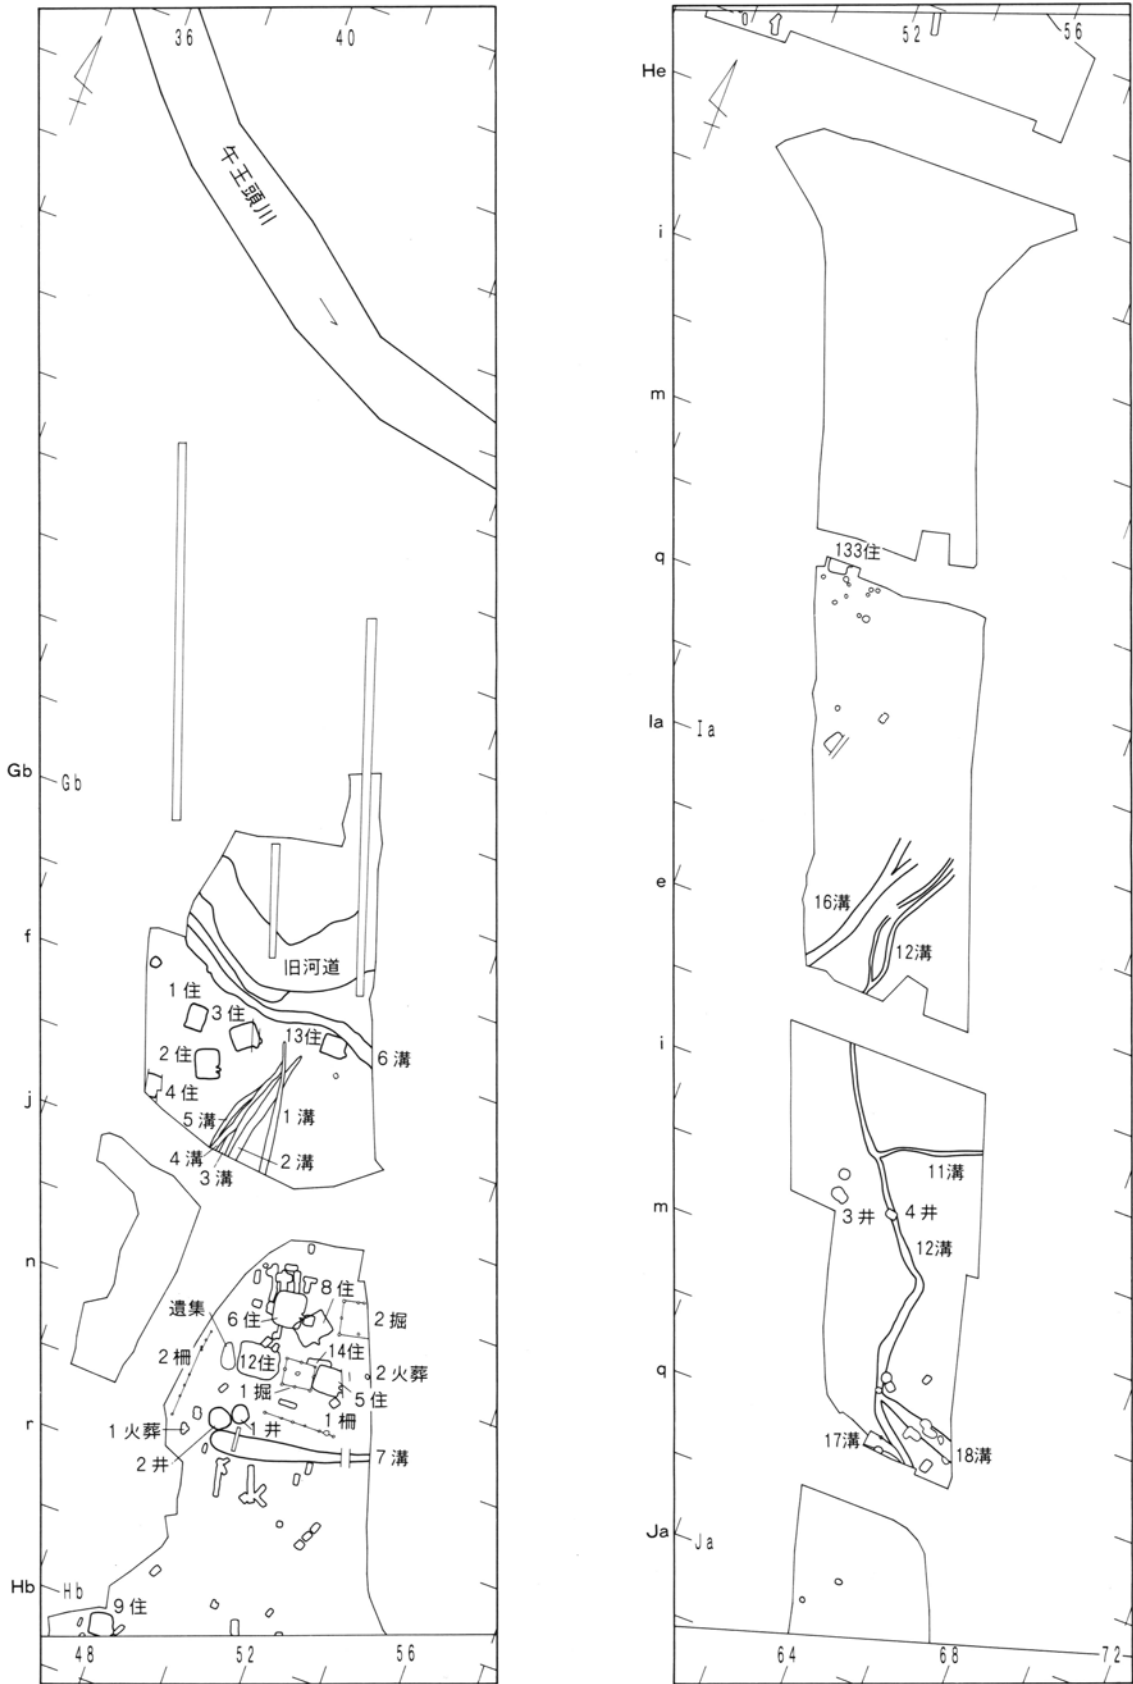 36
40
午王頭川
Gb
Gb
f
旧河道
1住
3住
13住
2住
6溝
4住
j
5溝
1溝
4溝
2溝
3溝
n
8住
遺集
6住
2掘
2柵
12住
14住
2火葬
1掘
5住
1柵
r
1火葬
1井
2井
7溝
Hb
Hb
9住
48
52
56
52
56
He
i
m
133住
q
Ia
Ia
e
16溝
12溝
i
11溝
m
3井
4井
12溝
q
17溝
18溝
Ja
Ja
64
68
72